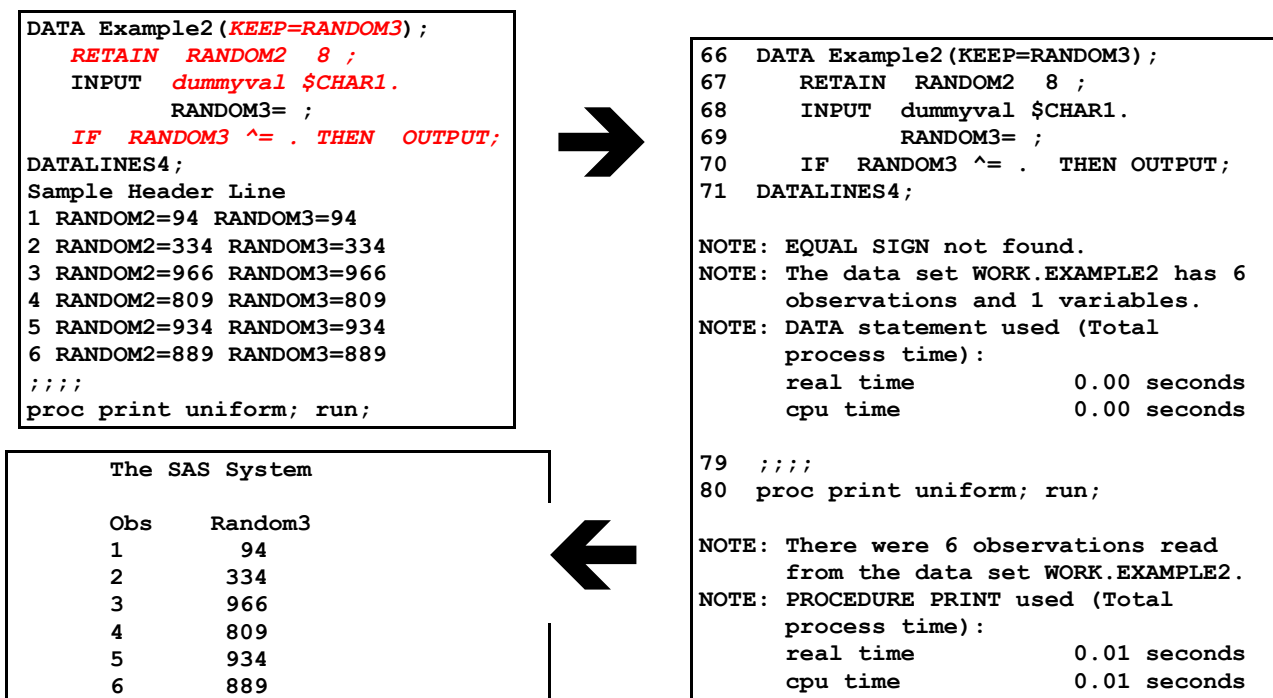 DATA Example2(KEEP=RANDOM3);
RETAIN RANDOM2 8 ;
INPUT dummyval $CHAR1.
RANDOM3= ;
IF RANDOM3 ^= . THEN OUTPUT;
DATALINES4;
Sample Header Line
1 RANDOM2=94 RANDOM3=94
2 RANDOM2=334 RANDOM3=334
3 RANDOM2=966 RANDOM3=966
4 RANDOM2=809 RANDOM3=809
5 RANDOM2=934 RANDOM3=934
6 RANDOM2=889 RANDOM3=889
;;;;
proc print uniform; run;
66 DATA Example2(KEEP=RANDOM3);
67 RETAIN RANDOM2 8 ;
68 INPUT dummyval $CHAR1.
69 RANDOM3= ;
70 IF RANDOM3 ^= . THEN OUTPUT;
71 DATALINES4;
NOTE: EQUAL SIGN not found.
NOTE: The data set WORK.EXAMPLE2 has 6
observations and 1 variables.
NOTE: DATA statement used (Total
process time):
real time 0.00 seconds
cpu time 0.00 seconds
79 ;;;;
80 proc print uniform; run;
NOTE: There were 6 observations read
from the data set WORK.EXAMPLE2.
NOTE: PROCEDURE PRINT used (Total
process time):
real time 0.01 seconds
cpu time 0.01 seconds
The SAS System
Obs Random3
1 94
2 334
3 966
4 809
5 934
6 889